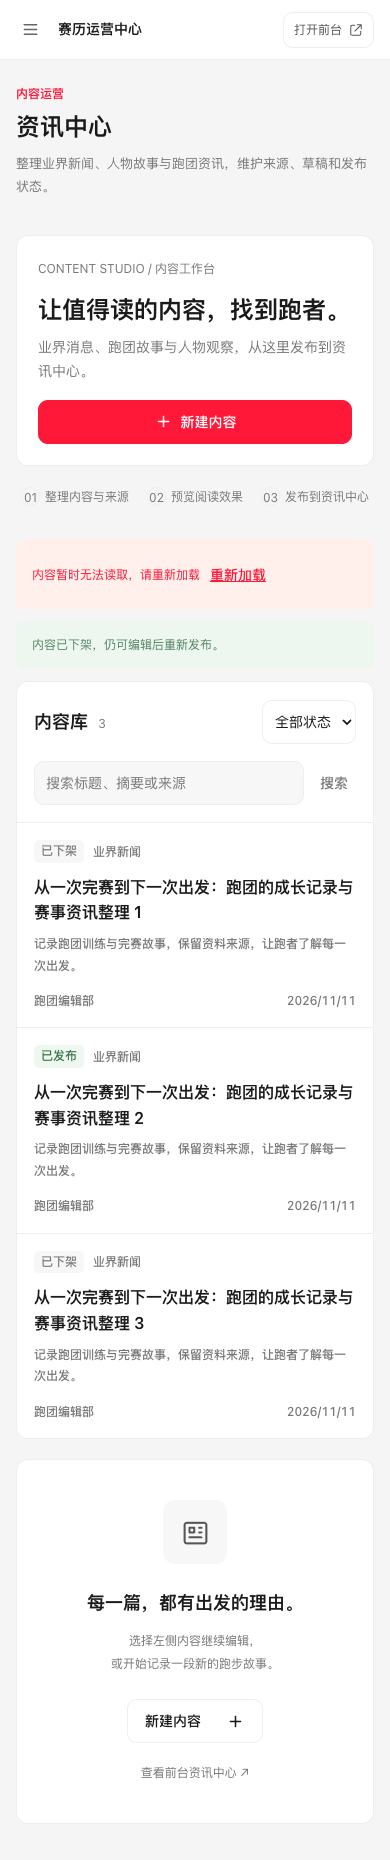 赛历运营中心
打开前台
内容运营
资讯中心
整理业界新闻、人物故事与跑团资讯，维护来源、草稿和发布
状态。
CONTENT STUDIO / 内容工作台
让值得读的内容，找到跑者。
业界消息、跑团故事与人物观察，从这里发布到资
讯中心。
新建内容
01 整理内容与来源 02 预览阅读效果 03 发布到资讯中心
内容暂时无法读取，请重新加载 重新加载
内容已下架，仍可编辑后重新发布。
内容库 3
全部状态
搜索标题、摘要或来源
搜索
已下架 业界新闻
从一次完赛到下一次出发：跑团的成长记录与
赛事资讯整理 1
记录跑团训练与完赛故事，保留资料来源，让跑者了解每一
次出发。
跑团编辑部 2026/11/11
已发布 业界新闻
从一次完赛到下一次出发：跑团的成长记录与
赛事资讯整理 2
记录跑团训练与完赛故事，保留资料来源，让跑者了解每一
次出发。
跑团编辑部 2026/11/11
已下架 业界新闻
从一次完赛到下一次出发：跑团的成长记录与
赛事资讯整理 3
记录跑团训练与完赛故事，保留资料来源，让跑者了解每一
次出发。
跑团编辑部 2026/11/11
每一篇，都有出发的理由。
选择左侧内容继续编辑，
或开始记录一段新的跑步故事。
新建内容
查看前台资讯中心 ↗